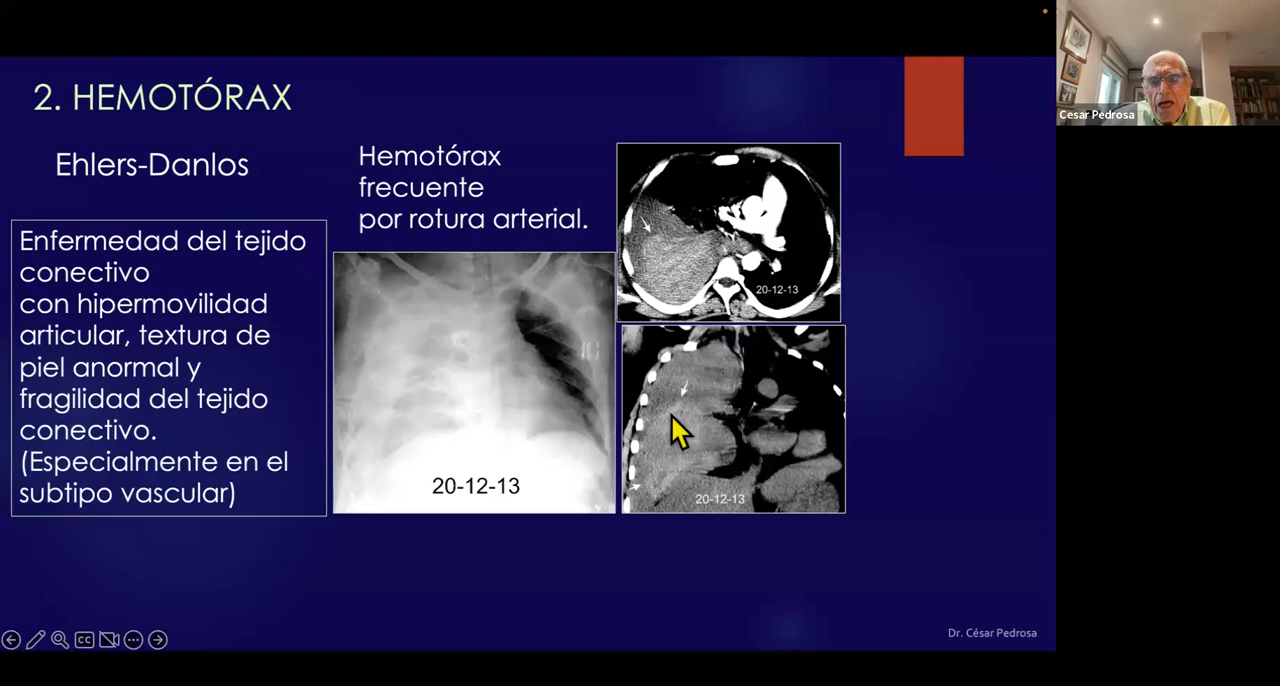 2. HEMOTÓRAX
Ehlers-Danlos
Enfermedad del tejido
conectivo
con hipermovilidad
articular, textura de
piel anormal y
fragilidad del tejido
conectivo.
(Especialmente en el
subtipo vascular)
Hemotórax
frecuente
por rotura arterial.
20-12-13
20-12-13
20-12-13
CC
Dr. César Pedrosa
Cesar Pedrosa